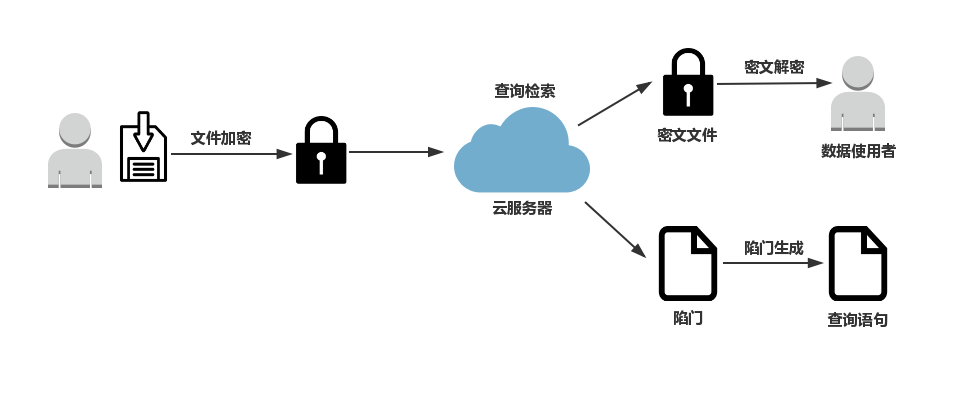 文件加密
查询检索
云服务器
密文文件
密文解密
数据使用者
陷门
陷门生成
查询语句